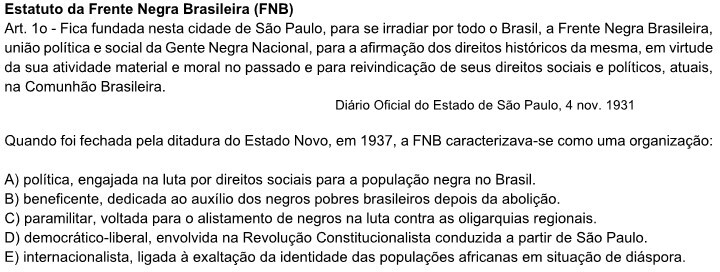 Estatuto da Frente Negra Brasileira (FNB)
Art. 1o - Fica fundada nesta cidade de São Paulo, para se irradiar por todo o Brasil, a Frente Negra Brasileira,
união política e social da Gente Negra Nacional, para a afirmação dos direitos históricos da mesma, em virtude
da sua atividade material e moral no passado e para reivindicação de seus direitos sociais e políticos, atuais,
na Comunhão Brasileira.
Diário Oficial do Estado de São Paulo, 4 nov. 1931
Quando foi fechada pela ditadura do Estado Novo, em 1937, a FNB caracterizava-se como uma organização:
A) política, engajada na luta por direitos sociais para a população negra no Brasil.
B) beneficente, dedicada ao auxílio dos negros pobres brasileiros depois da abolição.
C) paramilitar, voltada para o alistamento de negros na luta contra as oligarquias regionais.
D) democrático-liberal, envolvida na Revolução Constitucionalista conduzida a partir de São Paulo.
E) internacionalista, ligada à exaltação da identidade das populações africanas em situação de diáspora.